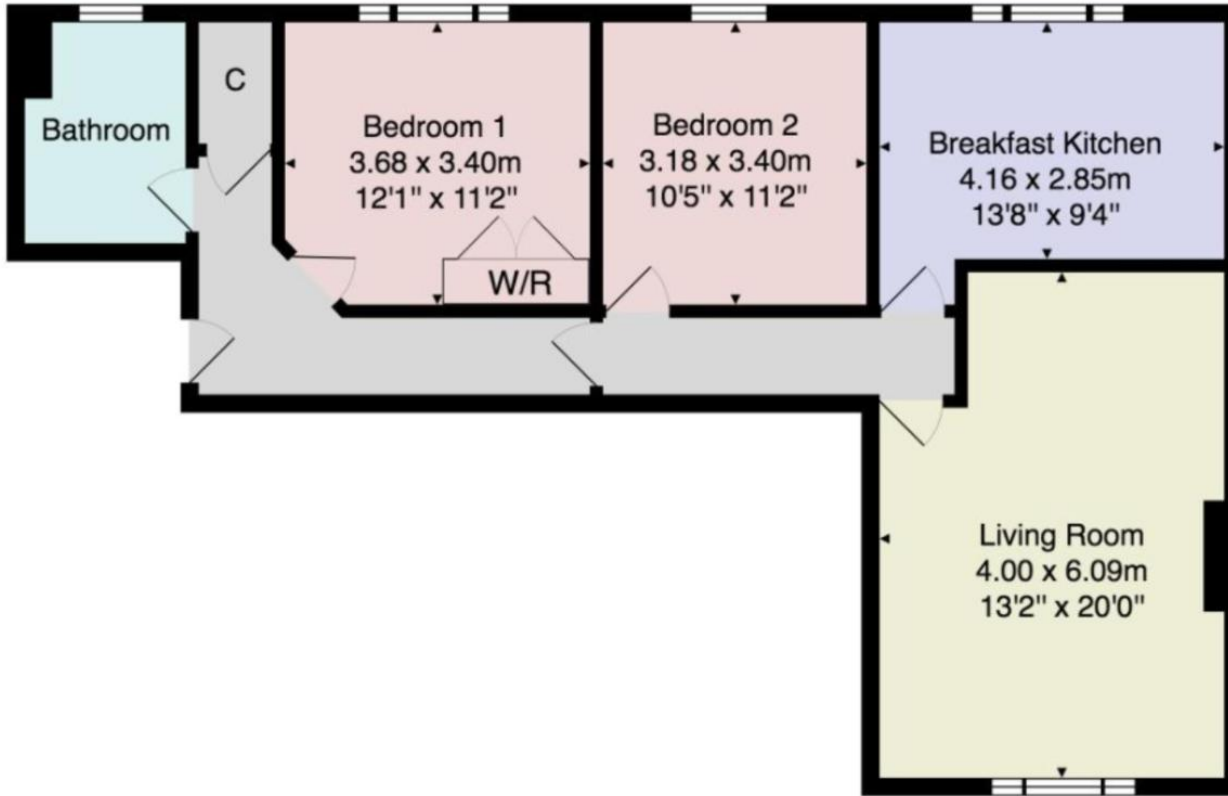 Bathroom
C
Bedroom 1
3.68 x 3.40m
12'1" x 11'2"
W/R
Bedroom 2
3.18 x 3.40m
10'5" x 11'2"
Breakfast Kitchen
4.16 x 2.85m
13'8" x 9'4"
Living Room
4.00 x 6.09m
13'2" x 20'0"